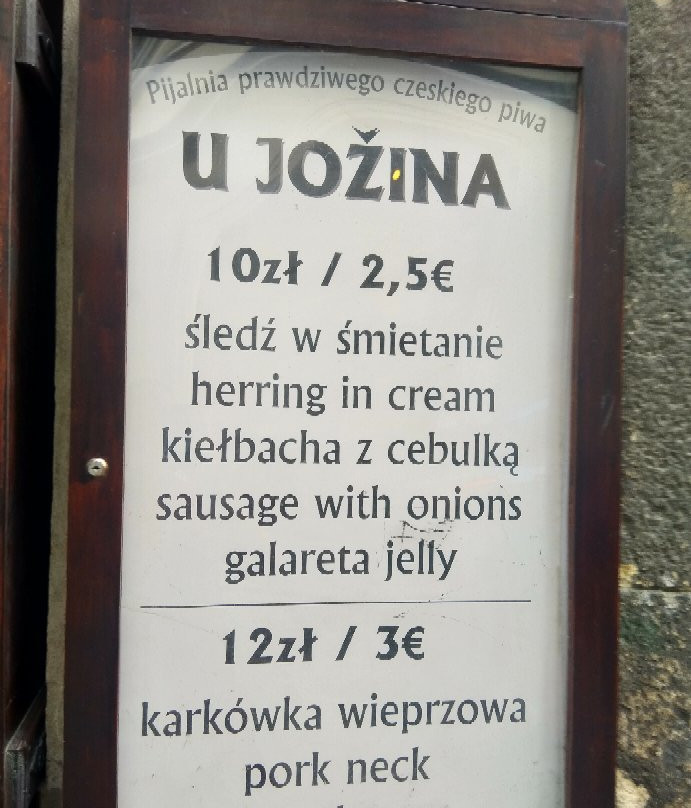 Pijalnia prawdziwego czeskiego piwa
U JOŽINA
10zł / 2,5€
śledź w śmietanie
herring in cream
kiełbacha z cebulką
sausage with onions
galareta jelly
12zł / 3€
karkówka wieprzowa
pork neck